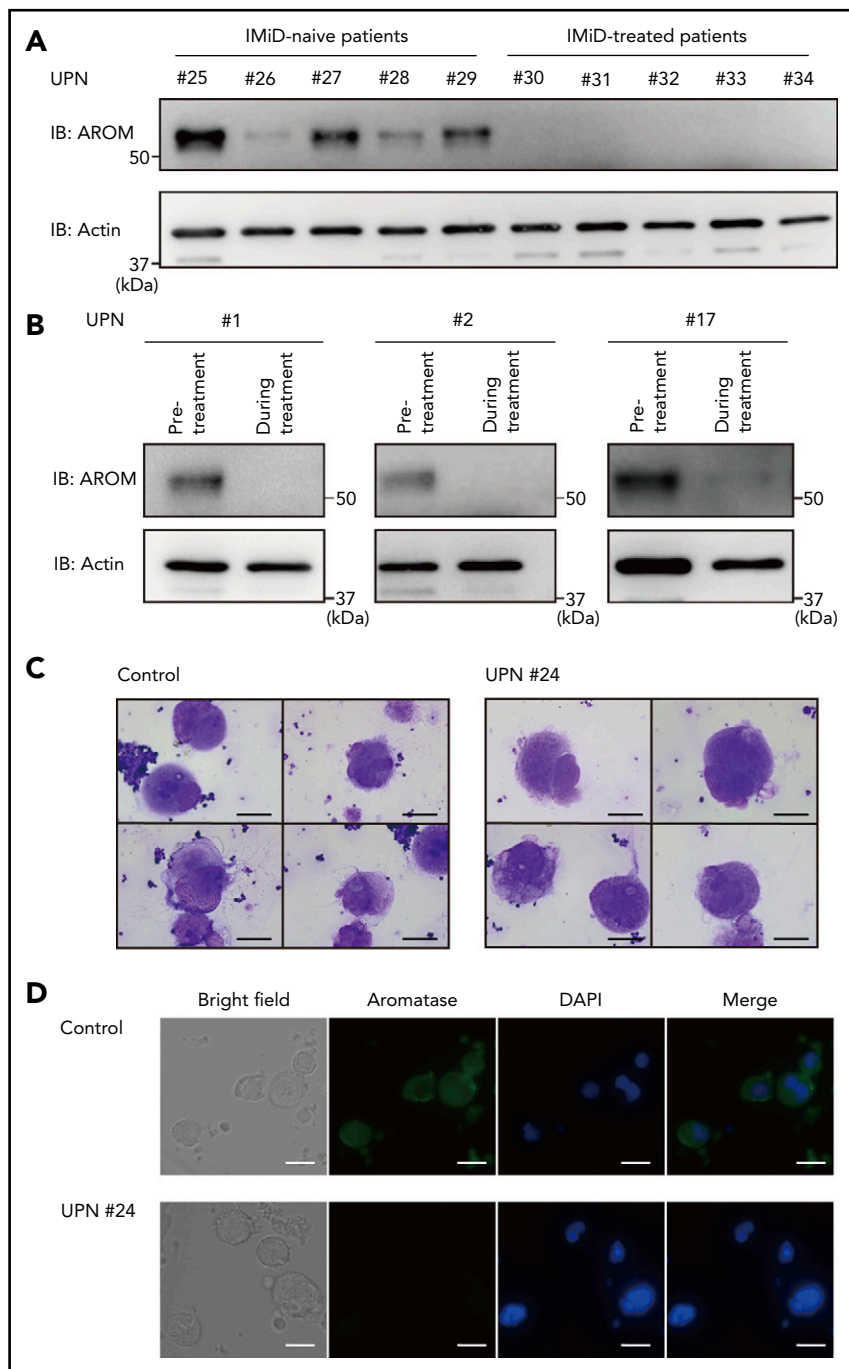 A
IMiD-naive patients IMiD-treated patients
UPN #25 #26 #27 #28 #29 #30 #31 #32 #33 #34
IB: AROM
50
IB: Actin
37
(kDa)
B
UPN #1 #2 #17
Pre-treatment During treatment Pre-treatment During treatment Pre-treatment During treatment
IB: AROM
50 50 50
IB: Actin
37 37 37
(kDa) (kDa) (kDa)
C
Control UPN #24
D
Bright field Aromatase DAPI Merge
Control
UPN #24